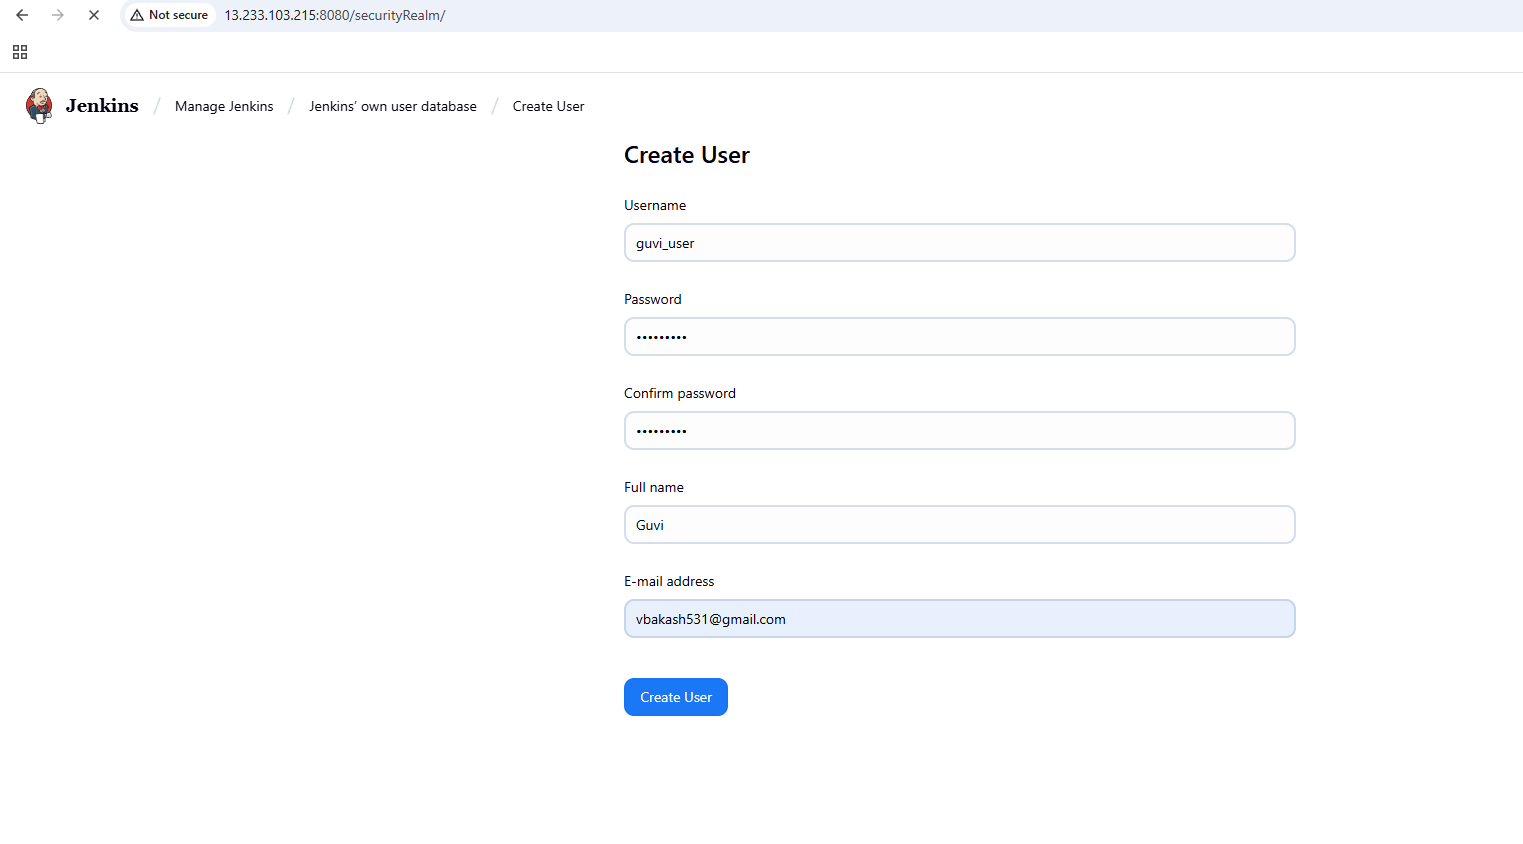 Not secure 13.233.103.215:8080/securityRealm/
Jenkins / Manage Jenkins / Jenkins’ own user database / Create User
Create User
Username
guvi_user
Password
•••••••••
Confirm password
•••••••••
Full name
Guvi
E-mail address
vbakash531@gmail.com
Create User